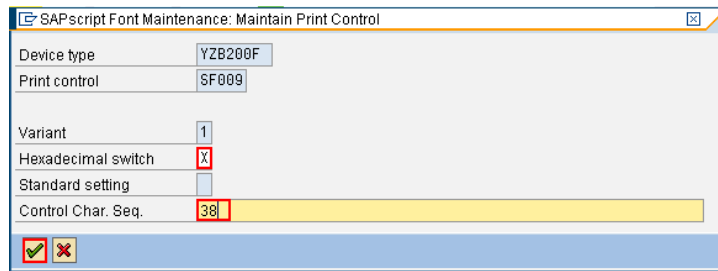 SAPscript Font Maintenance: Maintain Print Control
Device type YZB200F
Print control SF009
Variant 1
Hexadecimal switch X
Standard setting
Control Char. Seq. 38